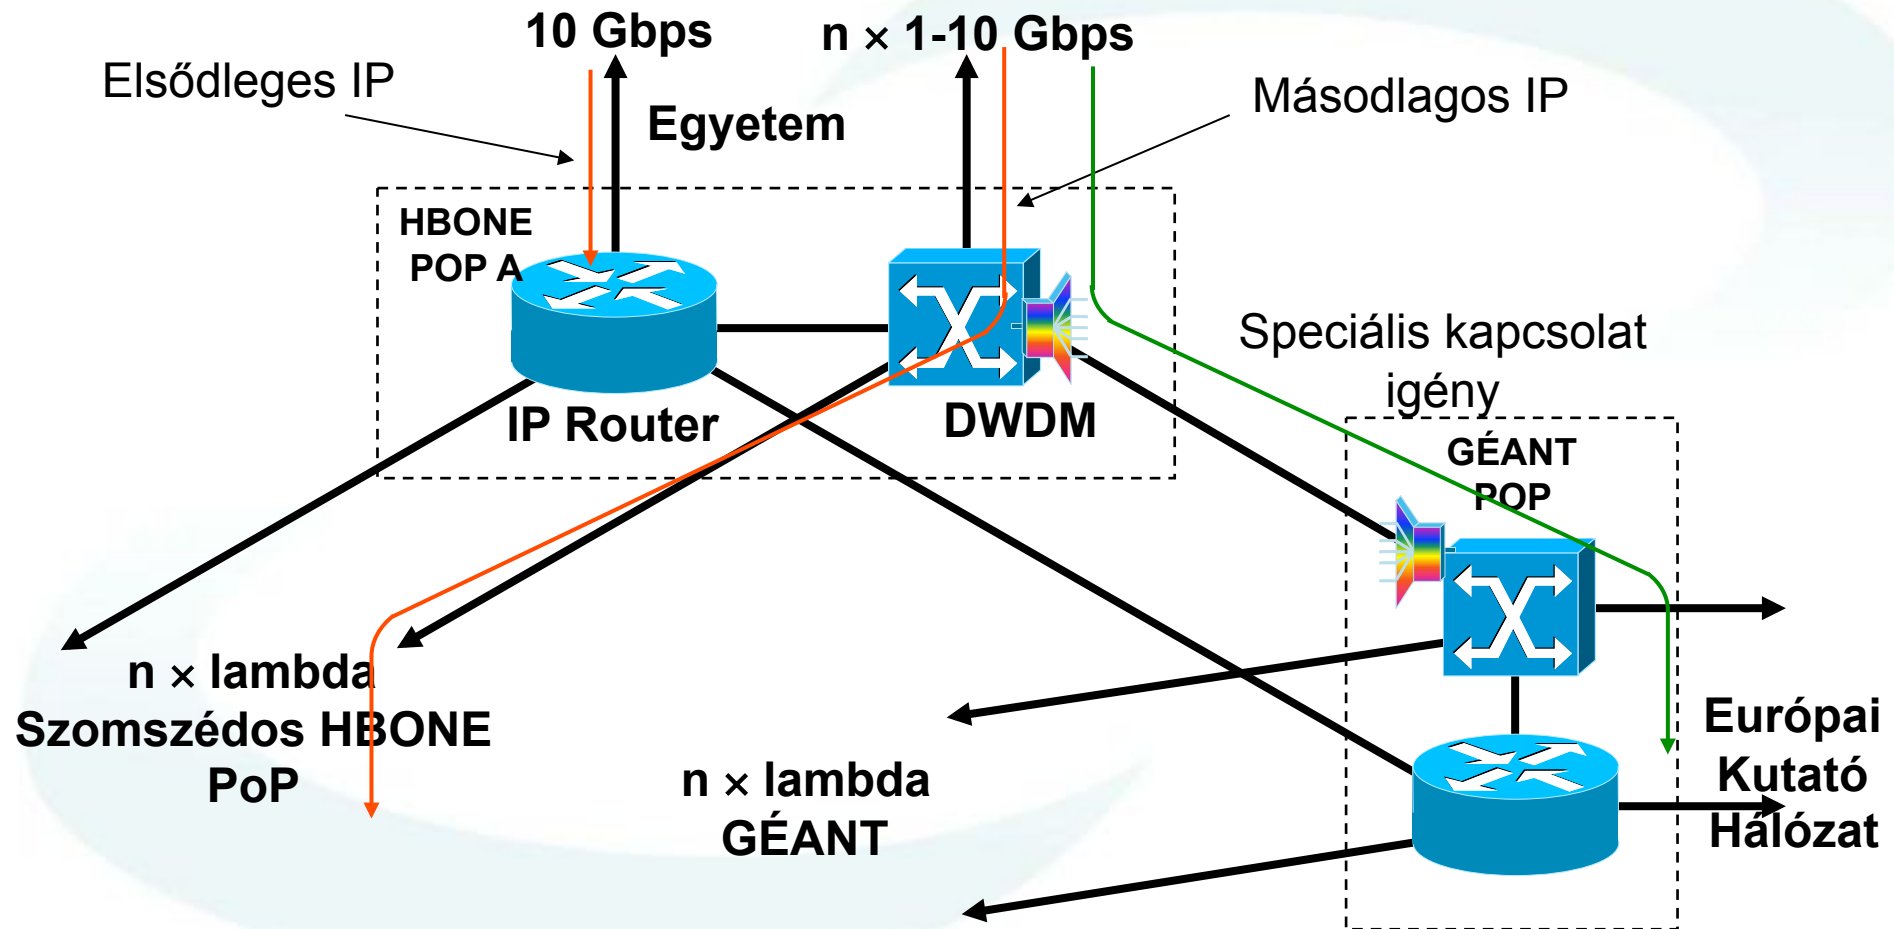 10 Gbps
n × 1-10 Gbps
Elsődleges IP
Egyetem
Másodlagos IP
HBONE
POP A
IP Router
DWDM
Speciális kapcsolat
igény
GÉANT
POP
n × lambda
Szomszédos HBONE
PoP
n × lambda
GÉANT
Európai
Kutató
Hálózat